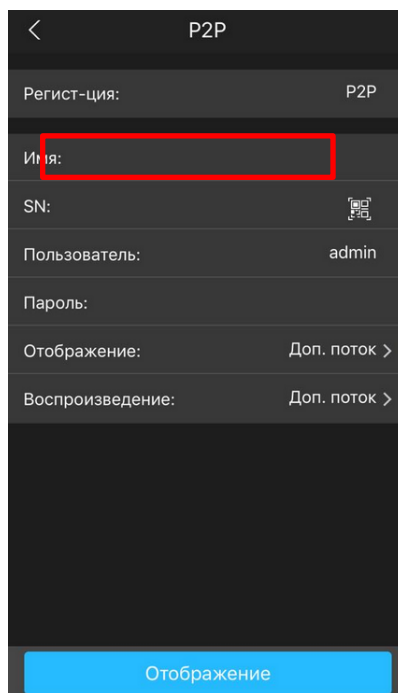 P2P
Регист-ция: P2P
Имя:
SN:
Пользователь: admin
Пароль:
Отображение: Доп. поток
Воспроизведение: Доп. поток
Отображение